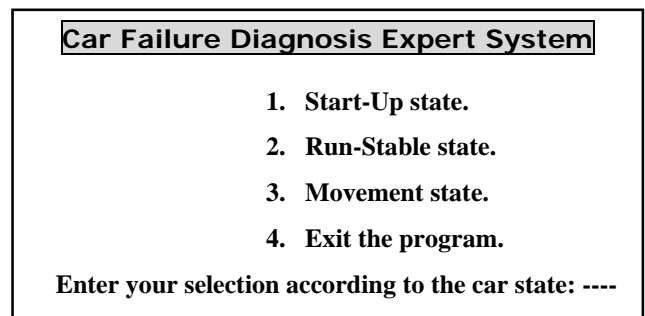 Car Failure Diagnosis Expert System
1. Start-Up state.
2. Run-Stable state.
3. Movement state.
4. Exit the program.
Enter your selection according to the car state: ----